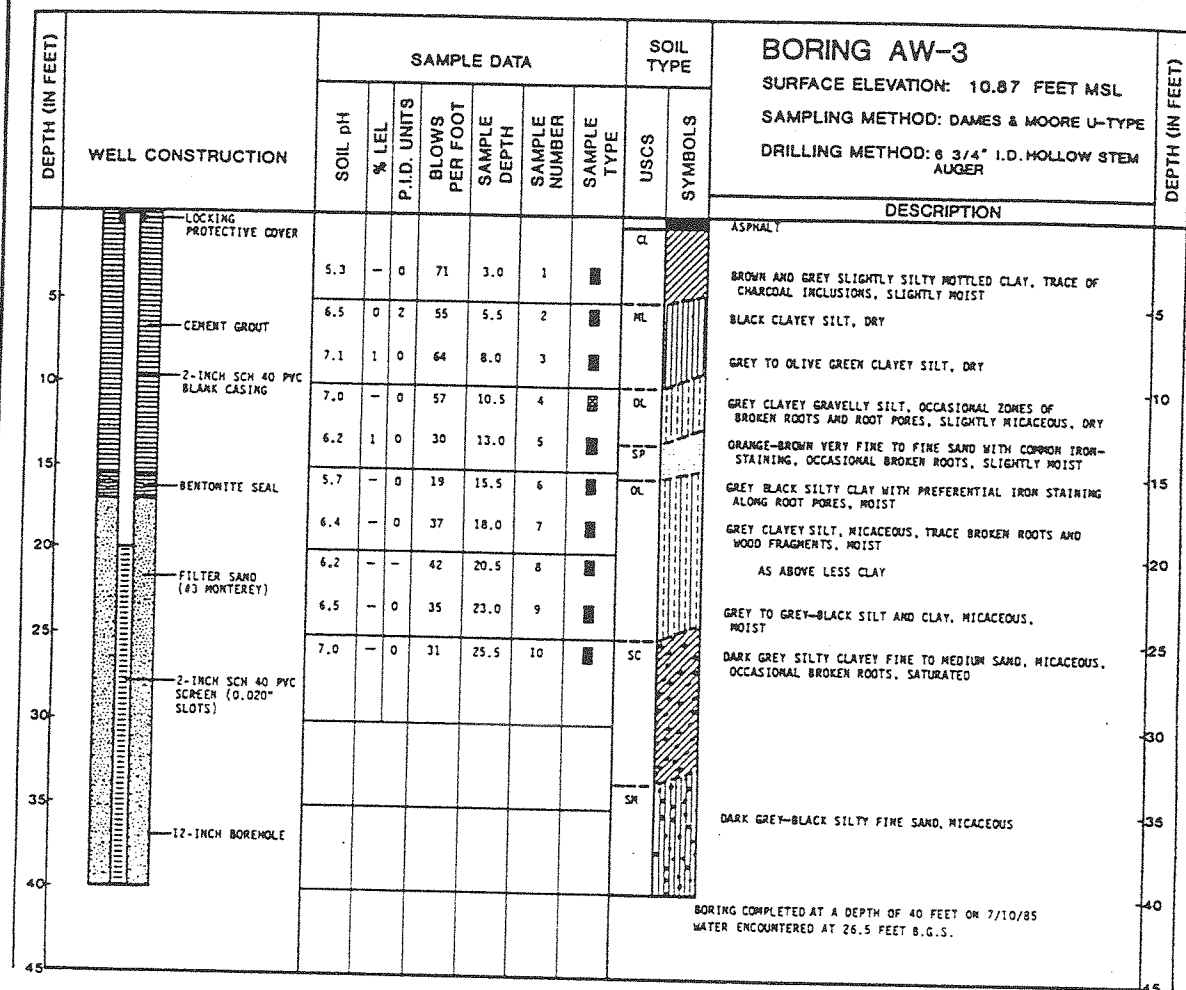 DEPTH (IN FEET)
WELL CONSTRUCTION
SAMPLE DATA
SOIL pH
% LEL
P.I.D. UNITS
BLOWS PER FOOT
SAMPLE DEPTH
SAMPLE NUMBER
SAMPLE TYPE
SOIL TYPE
USCS
SYMBOLS
BORING AW-3
SURFACE ELEVATION: 10.87 FEET MSL
SAMPLING METHOD: DAMES & MOORE U-TYPE
DRILLING METHOD: 6 3/4" I.D. HOLLOW STEM
AUGER
DESCRIPTION
DEPTH (IN FEET)
5
10
15
20
25
30
35
40
45
LOCKING
PROTECTIVE COVER
CEMENT GROUT
2-INCH SCH 40 PVC
BLANK CASING
BENTONITE SEAL
FILTER SAND
(#3 MONTEREY)
2-INCH SCH 40 PVC
SCREEN (0.020"
SLOTS)
12-INCH BOREHOLE
5.3 - 0 71 3.0 1
6.5 0 2 55 5.5 2
7.1 1 0 64 8.0 3
7.0 - 0 57 10.5 4
6.2 1 0 30 13.0 5
5.7 - 0 19 15.5 6
6.4 - 0 37 18.0 7
6.2 - - 42 20.5 8
6.5 - 0 35 23.0 9
7.0 - 0 31 25.5 10
CL
ML
OL
SP
OL
SC
SM
ASPHALT
BROWN AND GREY SLIGHTLY SILTY MOTTLED CLAY, TRACE OF
CHARCOAL INCLUSIONS, SLIGHTLY MOIST
BLACK CLAYEY SILT, DRY
GREY TO OLIVE GREEN CLAYEY SILT, DRY
GREY CLAYEY GRAVELLY SILT, OCCASIONAL ZONES OF
BROKEN ROOTS AND ROOT PORES, SLIGHTLY MICACEOUS, DRY
ORANGE-BROWN VERY FINE TO FINE SAND WITH COMMON IRON-
STAINING, OCCASIONAL BROKEN ROOTS, SLIGHTLY MOIST
GREY BLACK SILTY CLAY WITH PREFERENTIAL IRON STAINING
ALONG ROOT PORES, MOIST
GREY CLAYEY SILT, MICACEOUS, TRACE BROKEN ROOTS AND
WOOD FRAGMENTS, MOIST
AS ABOVE LESS CLAY
GREY TO GREY-BLACK SILT AND CLAY, MICACEOUS,
MOIST
DARK GREY SILTY CLAYEY FINE TO MEDIUM SAND, MICACEOUS,
OCCASIONAL BROKEN ROOTS, SATURATED
DARK GREY-BLACK SILTY FINE SAND, MICACEOUS
BORING COMPLETED AT A DEPTH OF 40 FEET ON 7/10/85
WATER ENCOUNTERED AT 26.5 FEET B.G.S.
5
10
15
20
25
30
35
40
45